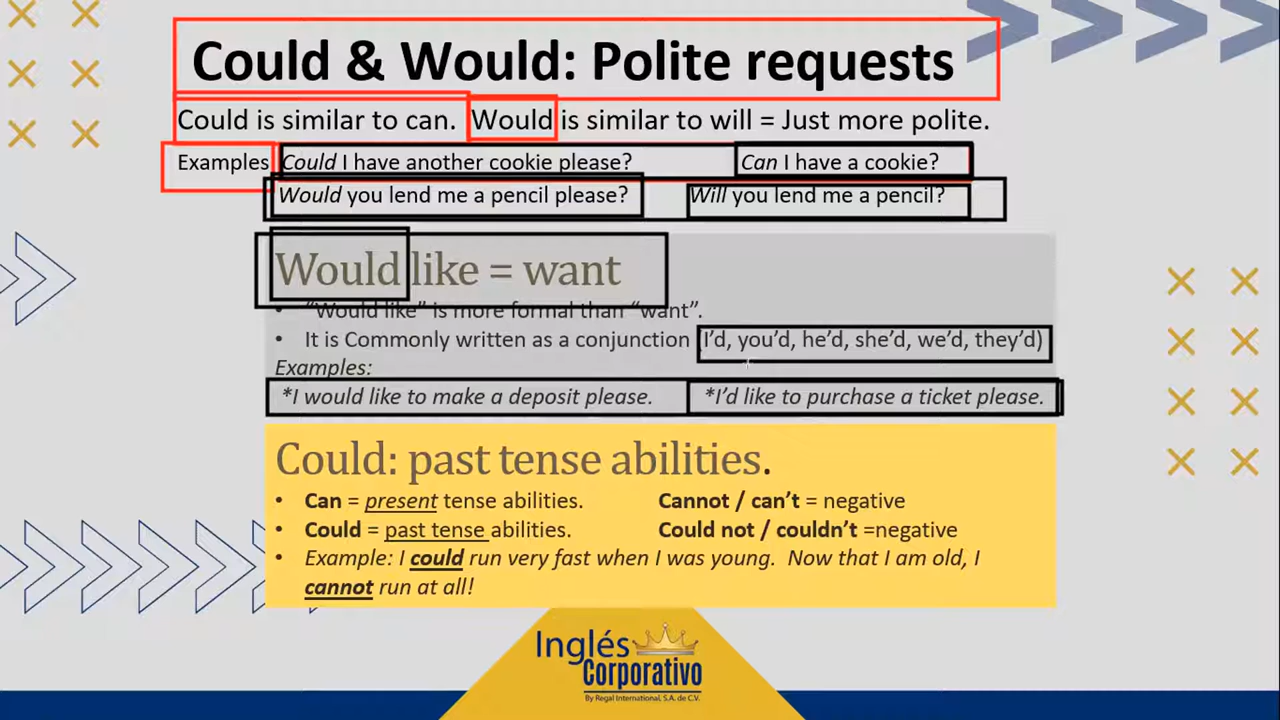 Could & Would: Polite requests
Could is similar to can. Would is similar to will = Just more polite.
Examples Could I have another cookie please? Can I have a cookie?
Would you lend me a pencil please? Will you lend me a pencil?
Would like = want
• “Would like” is more formal than “want”.
• It is Commonly written as a conjunction (I’d, you’d, he’d, she’d, we’d, they’d)
Examples:
*I would like to make a deposit please. *I’d like to purchase a ticket please.
Could: past tense abilities.
• Can = present tense abilities. Cannot / can’t = negative
• Could = past tense abilities. Could not / couldn’t =negative
• Example: I could run very fast when I was young. Now that I am old, I
cannot run at all!
Inglés
Corporativo
By Regal International, S.A. de C.V.